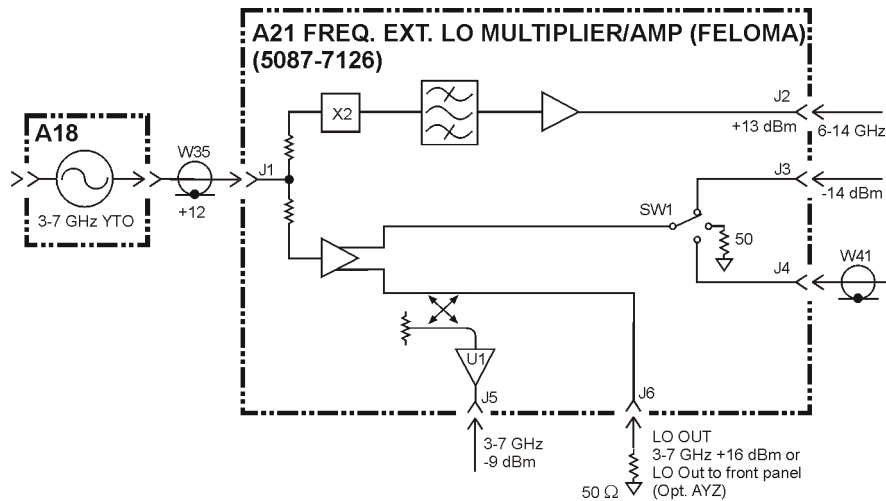 A21 FREQ. EXT. LO MULTIPLIER/AMP (FELOMA)
(5087-7126)
A18
3-7 GHz YTO
W35
+12
J1
X2
J2
+13 dBm
6-14 GHz
J3
-14 dBm
SW1
50
J4
W41
U1
J5
3-7 GHz
-9 dBm
J6
LO OUT
3-7 GHz +16 dBm or
LO Out to front panel
(Opt. AYZ)
50 Ω